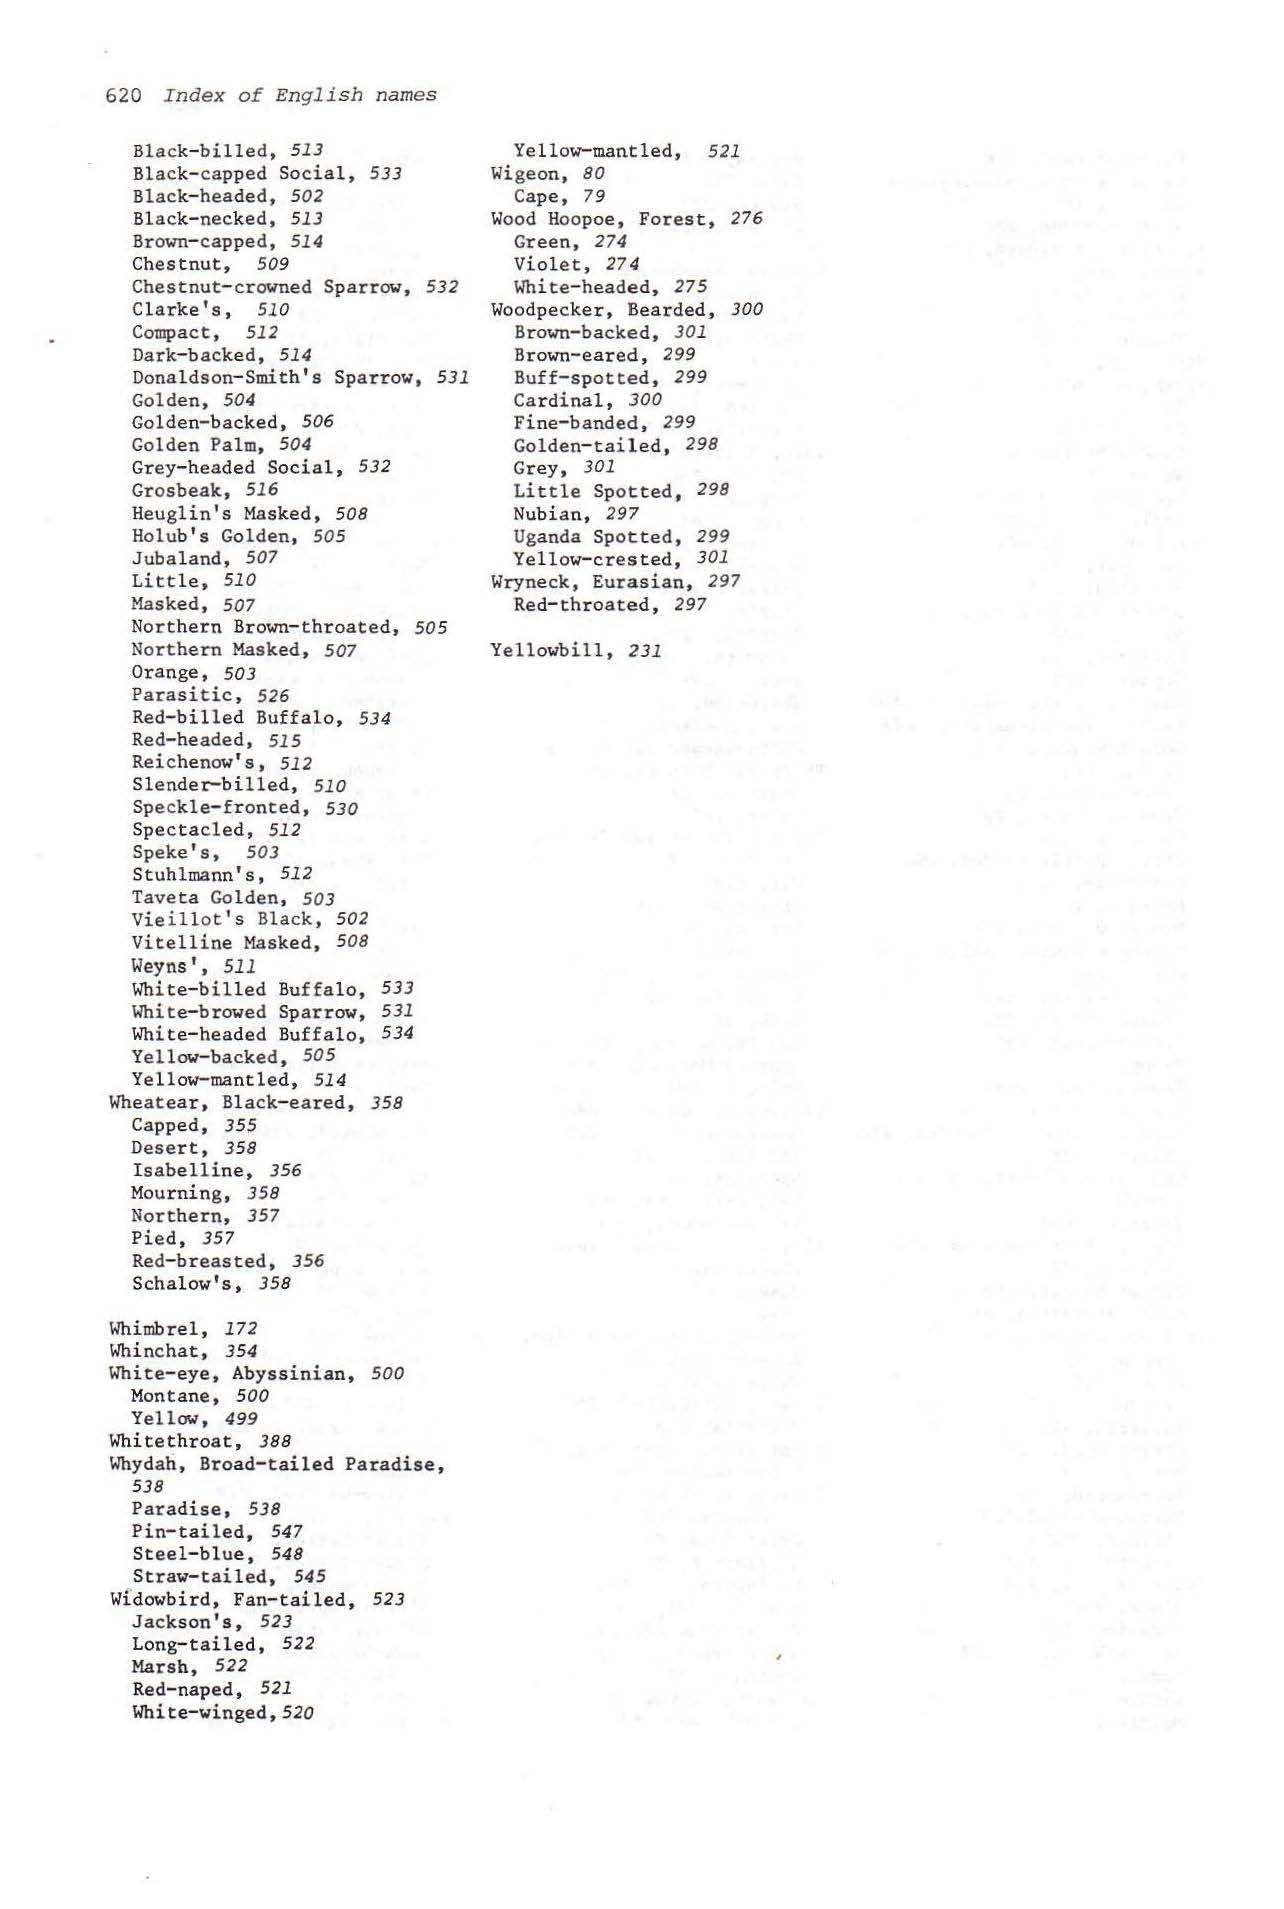 620 Index of English names
Black-billed, 513
Black-capped Social, 533
Black-headed, 502
Black-necked, 513
Brown-capped, 514
Chestnut, 509
Chestnut-crowned Sparrow, 532
Clarke's, 510
Compact, 512
Dark-backed, 514
Donaldson-Smith's Sparrow, 531
Golden, 504
Golden-backed, 506
Golden Palm, 504
Grey-headed Social, 532
Grosbeak, 516
Heuglin's Masked, 508
Holub's Golden, 505
Jubaland, 507
Little, 510
Masked, 507
Northern Brown-throated, 505
Northern Masked, 507
Orange, 503
Parasitic, 526
Red-billed Buffalo, 534
Red-headed, 515
Reichenow's, 512
Slender-billed, 510
Speckle-fronted, 530
Spectacled, 512
Speke's, 503
Stuhlmann's, 512
Taveta Golden, 503
Vieillot's Black, 502
Vitelline Masked, 508
Weyns', 511
White-billed Buffalo, 533
White-browed Sparrow, 531
White-headed Buffalo, 534
Yellow-backed, 505
Yellow-mantled, 514
Wheatear, Black-eared, 358
Capped, 355
Desert, 358
Isabelline, 356
Mourning, 358
Northern, 357
Pied, 357
Red-breasted, 356
Schalow's, 358
Whimbrel, 172
Whinchat, 354
White-eye, Abyssinian, 500
Montane, 500
Yellow, 499
Whitethroat, 388
Whydah, Broad-tailed Paradise,
538
Paradise, 538
Pin-tailed, 547
Steel-blue, 548
Straw-tailed, 545
Widowbird, Fan-tailed, 523
Jackson's, 523
Long-tailed, 522
Marsh, 522
Red-naped, 521
White-winged, 520
Yellow-mantled, 521
Wigeon, 80
Cape, 79
Wood Hoopoe, Forest, 276
Green, 274
Violet, 274
White-headed, 275
Woodpecker, Bearded, 300
Brown-backed, 301
Brown-eared, 299
Buff-spotted, 299
Cardinal, 300
Fine-banded, 299
Golden-tailed, 298
Grey, 301
Little Spotted, 298
Nubian, 297
Uganda Spotted, 299
Yellow-crested, 301
Wryneck, Eurasian, 297
Red-throated, 297
Yellowbill, 231